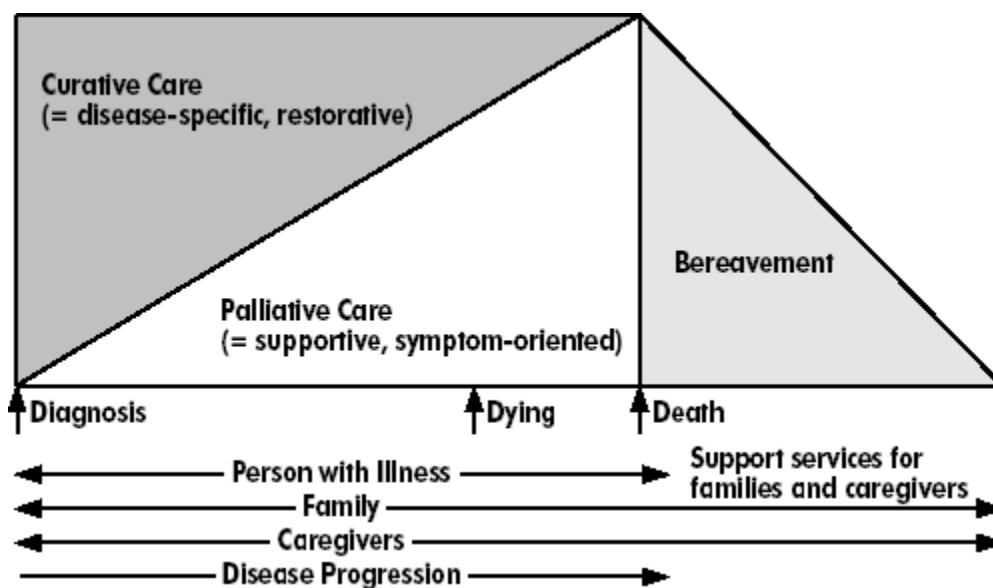 Curative Care
(= disease-specific, restorative)
Bereavement
Palliative Care
(= supportive, symptom-oriented)
Diagnosis
Dying
Death
Person with Illness
Support services for
families and caregivers
Family
Caregivers
Disease Progression